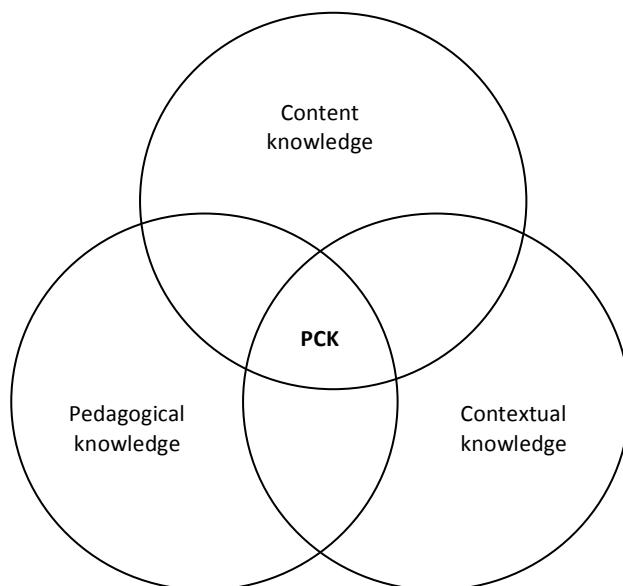 Content
knowledge
PCK
Pedagogical
knowledge
Contextual
knowledge